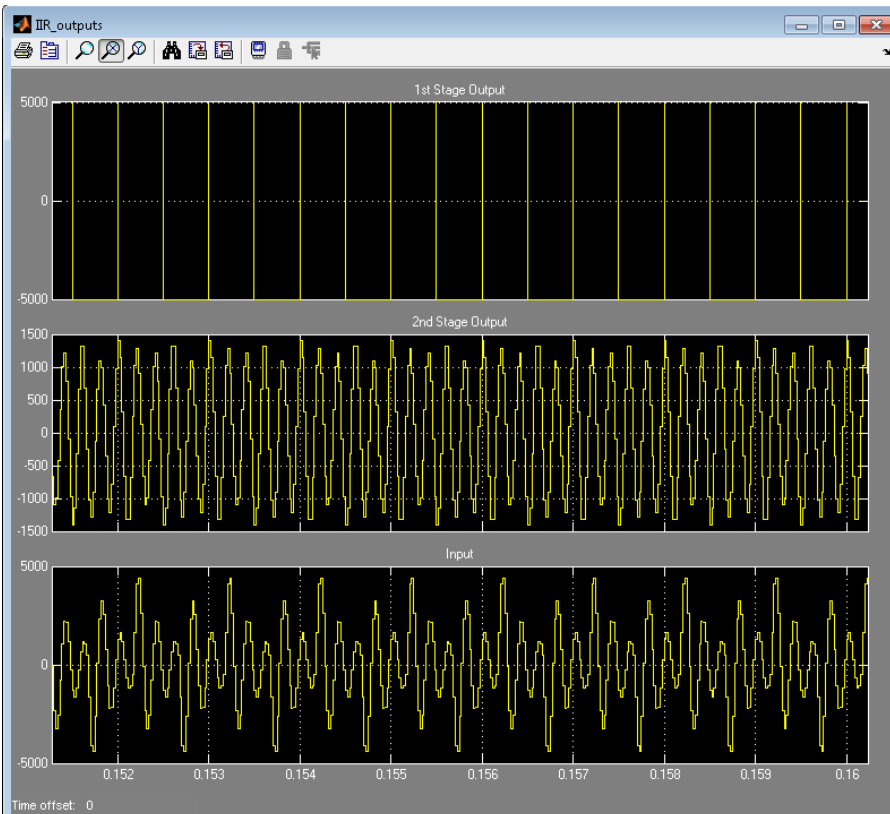 IIR_outputs
1st Stage Output
5000
0
-5000
2nd Stage Output
1500
1000
500
0
-500
-1000
-1500
Input
5000
0
-5000
0.152 0.153 0.154 0.155 0.156 0.157 0.158 0.159 0.16
Time offset: 0